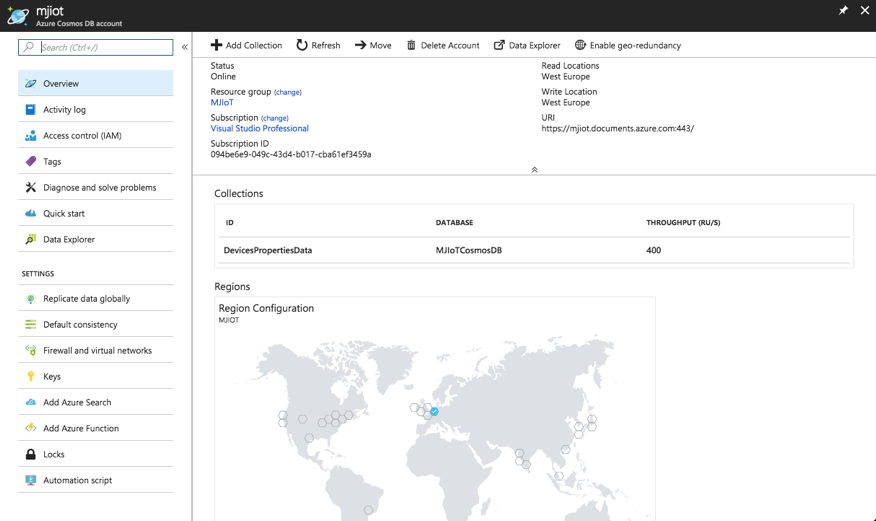 mjiot
Azure Cosmos DB account
Search (Ctrl+/)
Overview
Activity log
Access control (IAM)
Tags
Diagnose and solve problems
Quick start
Data Explorer
SETTINGS
Replicate data globally
Default consistency
Firewall and virtual networks
Keys
Add Azure Search
Add Azure Function
Locks
Automation script
Add Collection Refresh Move Delete Account Data Explorer Enable geo-redundancy
Status
Online
Resource group (change)
MJIoT
Subscription (change)
Visual Studio Professional
Subscription ID
094be6e9-049c-43d4-b017-cba61ef3459a
Read Locations
West Europe
Write Location
West Europe
URI
https://mjiot.documents.azure.com:443/
Collections
ID DATABASE THROUGHPUT (RU/S)
DevicesPropertiesData MJIoTCosmosDB 400
Regions
Region Configuration
MJIOT